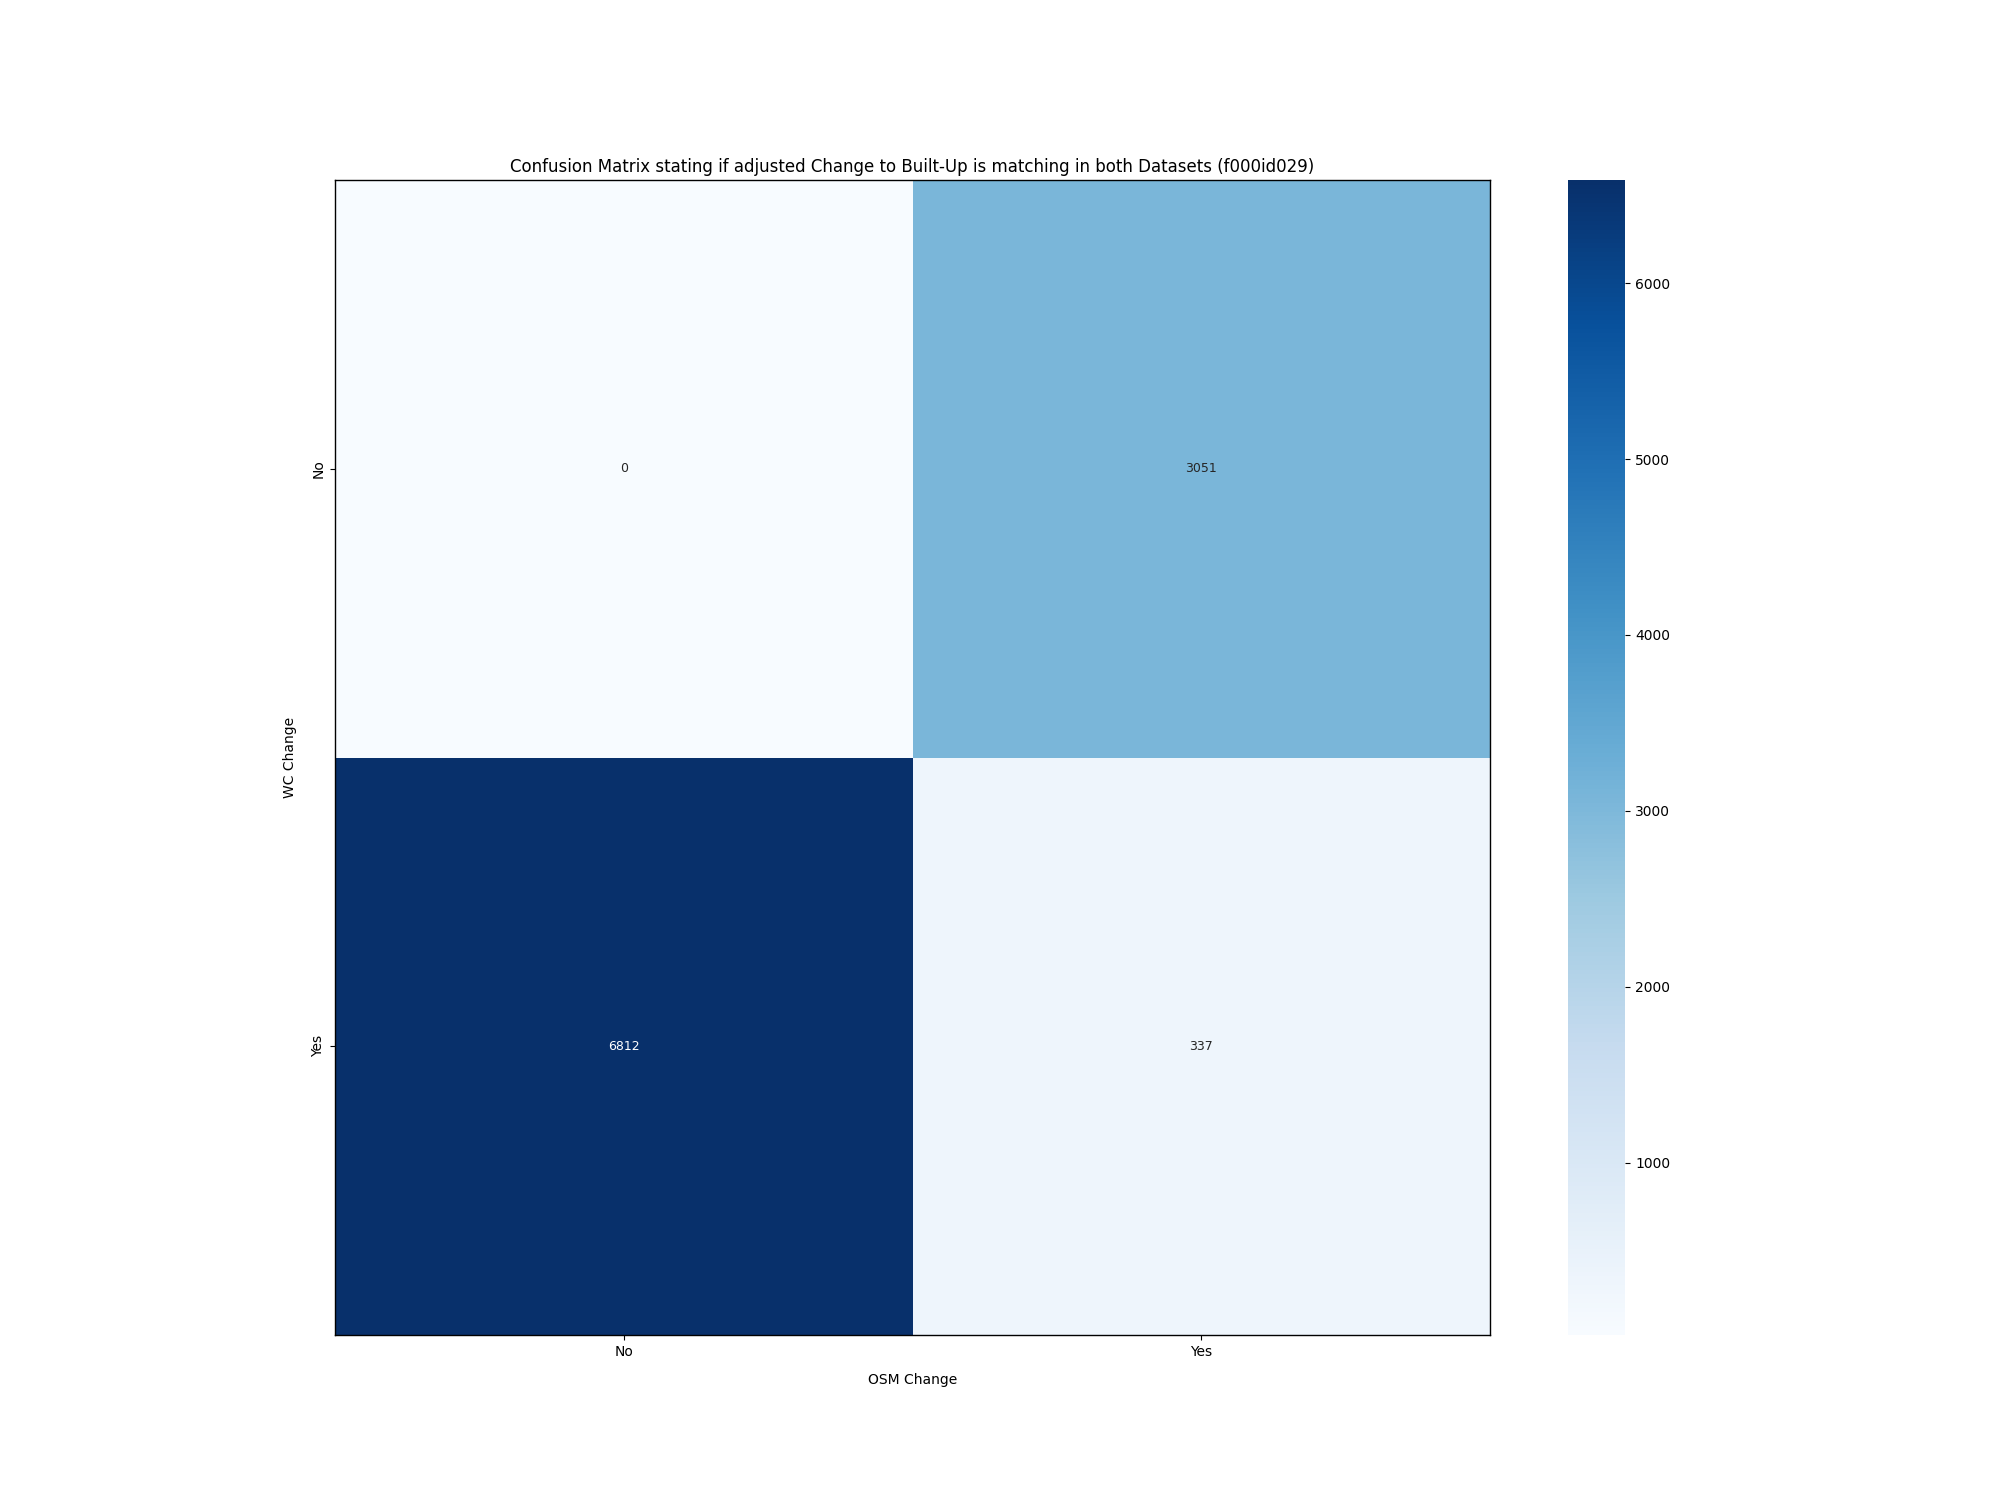 Confusion Matrix stating if adjusted Change to Built-Up is matching in both Datasets (f000id029)
6000
No
0
3051
5000
4000
WC Change
3000
2000
Yes
6812
337
1000
No
Yes
OSM Change